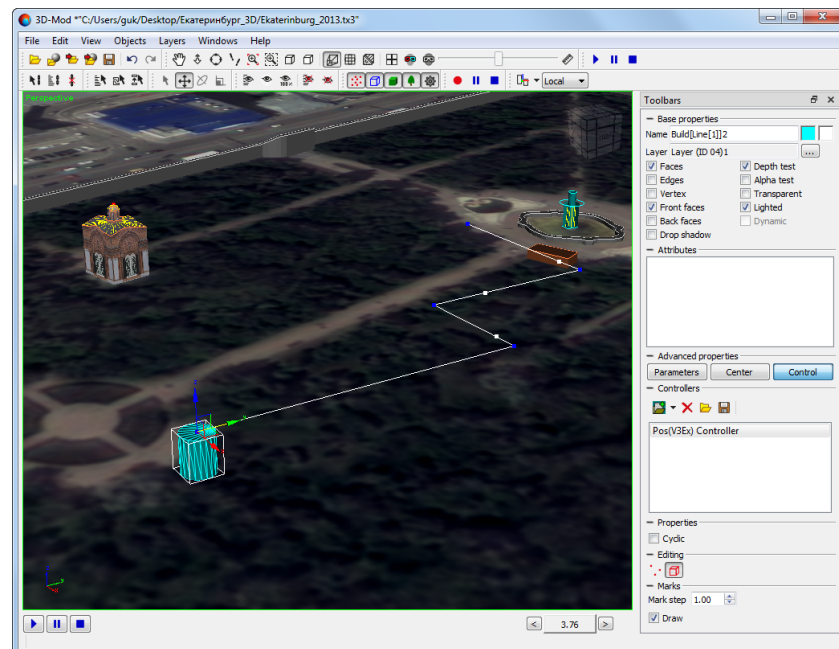 3D-Mod *"C:/Users/guk/Desktop/Екатеринбург_3D/Ekaterinburg_2013.tx3"
File Edit View Objects Layers Windows Help
Local
Perspective
Toolbars
Base properties
Name Build[Line[1]]2
Layer Layer (ID 04)1 ...
Faces Depth test
Edges Alpha test
Vertex Transparent
Front faces Lighted
Back faces Dynamic
Drop shadow
Attributes
Advanced properties
Parameters Center Control
Controllers
Pos(V3Ex) Controller
Properties
Cyclic
Editing
Marks
Mark step 1.00
Draw
< 3.76 >